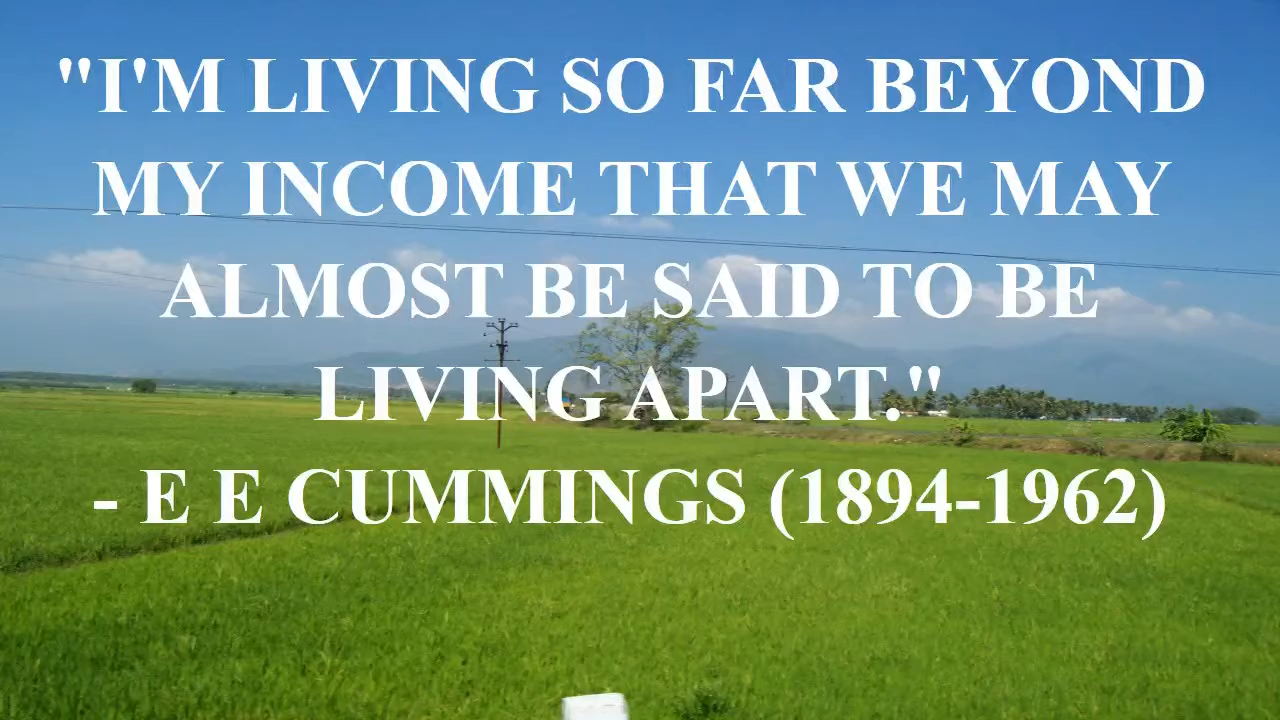 "I'M LIVING SO FAR BEYOND
MY INCOME THAT WE MAY
ALMOST BE SAID TO BE
LIVING APART."
- E E CUMMINGS (1894-1962)